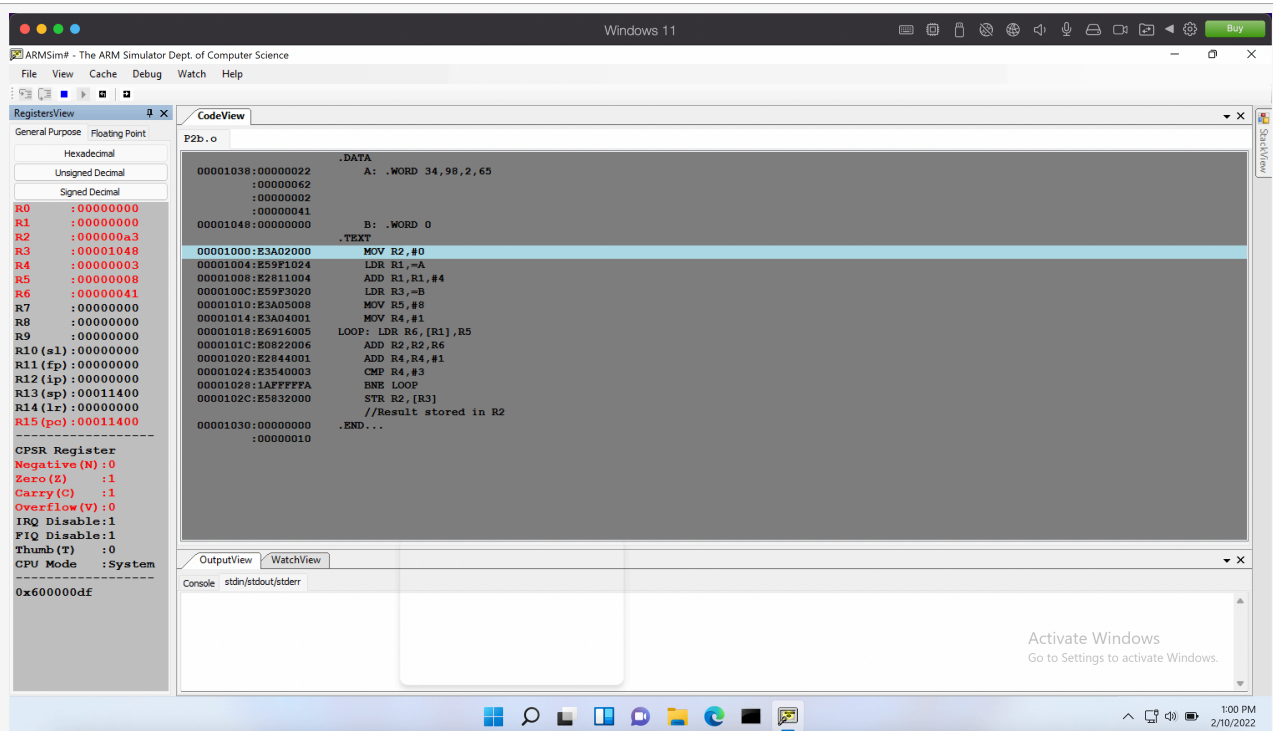 Windows 11
Buy
ARMSim# - The ARM Simulator Dept. of Computer Science
File View Cache Debug Watch Help
RegistersView
General Purpose Floating Point
Hexadecimal
Unsigned Decimal
Signed Decimal
R0 :00000000
R1 :00000000
R2 :000000a3
R3 :00001048
R4 :00000003
R5 :00000008
R6 :00000041
R7 :00000000
R8 :00000000
R9 :00000000
R10(sl):00000000
R11(fp):00000000
R12(ip):00000000
R13(sp):00011400
R14(lr):00000000
R15(pc):00011400
-------------------
CPSR Register
Negative(N):0
Zero(Z) :1
Carry(C) :1
Overflow(V):0
IRQ Disable:1
FIQ Disable:1
Thumb(T) :0
CPU Mode :System
-------------------
0x600000df
CodeView
P2b.o
.DATA
00001038:00000022 A: .WORD 34,98,2,65
:00000062
:00000002
:00000041
00001048:00000000 B: .WORD 0
.TEXT
00001000:E3A02000 MOV R2,#0
00001004:E59F1024 LDR R1,=A
00001008:E2811004 ADD R1,R1,#4
0000100C:E59F3020 LDR R3,=B
00001010:E3A05008 MOV R5,#8
00001014:E3A04001 MOV R4,#1
00001018:E6916005 LOOP: LDR R6,[R1],R5
0000101C:E0822006 ADD R2,R2,R6
00001020:E2844001 ADD R4,R4,#1
00001024:E3540003 CMP R4,#3
00001028:1AFFFFFA BNE LOOP
0000102C:E5832000 STR R2,[R3]
//Result stored in R2
00001030:00000000 .END...
:00000010
StackView
OutputView WatchView
Console stdin/stdout/stderr
Activate Windows
Go to Settings to activate Windows.
1:00 PM
2/10/2022